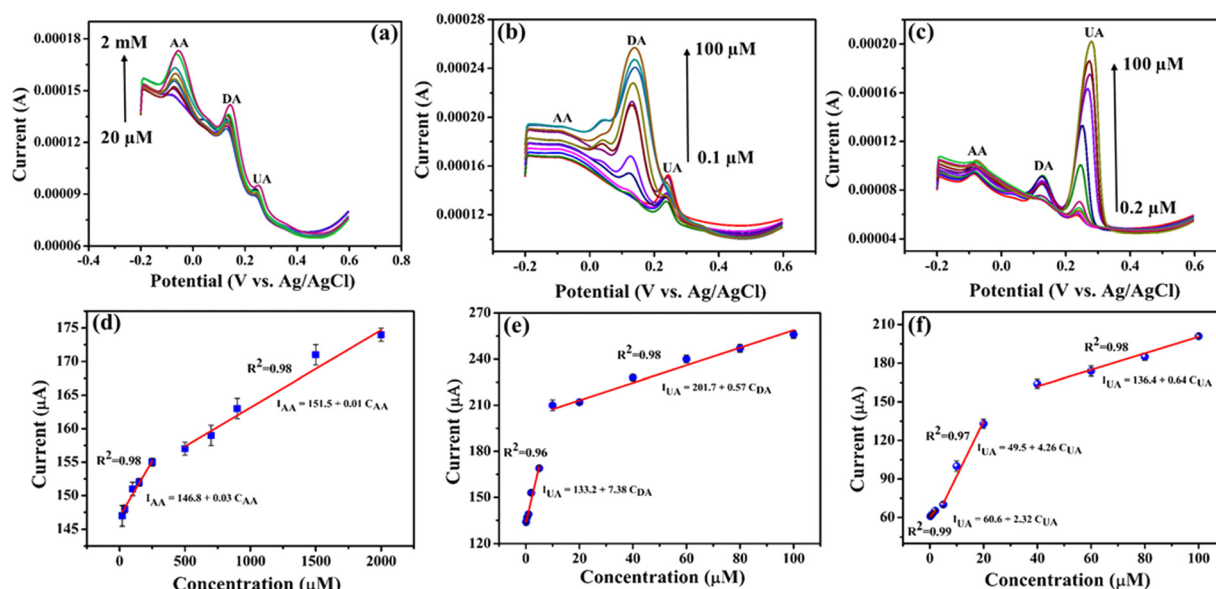 (a)
0.00018
0.00015
0.00012
0.00009
0.00006
Current (A)
2 mM
20 µM
AA
DA
UA
-0.4 -0.2 0.0 0.2 0.4 0.6 0.8
Potential (V vs. Ag/AgCl)
(b)
0.00028
0.00024
0.00020
0.00016
0.00012
Current (A)
AA
DA
UA
100 µM
0.1 µM
-0.4 -0.2 0.0 0.2 0.4 0.6
Potential (V vs. Ag/AgCl)
(c)
0.00020
0.00016
0.00012
0.00008
0.00004
Current (A)
AA
DA
UA
100 µM
0.2 µM
-0.4 -0.2 0.0 0.2 0.4 0.6
Potential (V vs. Ag/AgCl)
(d)
175
170
165
160
155
150
145
Current (µA)
R²=0.98
I_AA = 151.5 + 0.01 C_AA
R²=0.98
I_AA = 146.8 + 0.03 C_AA
0 500 1000 1500 2000
Concentration (µM)
(e)
270
240
210
180
150
130
Current (µA)
R²=0.98
I_UA = 201.7 + 0.57 C_DA
R²=0.96
I_UA = 133.2 + 7.38 C_DA
0 20 40 60 80 100
Concentration (µM)
(f)
210
180
150
120
90
60
Current (µA)
R²=0.98
I_UA = 136.4 + 0.64 C_UA
R²=0.97
I_UA = 49.5 + 4.26 C_UA
I_UA = 60.6 + 2.32 C_UA
R²=0.99
0 20 40 60 80 100
Concentration (µM)